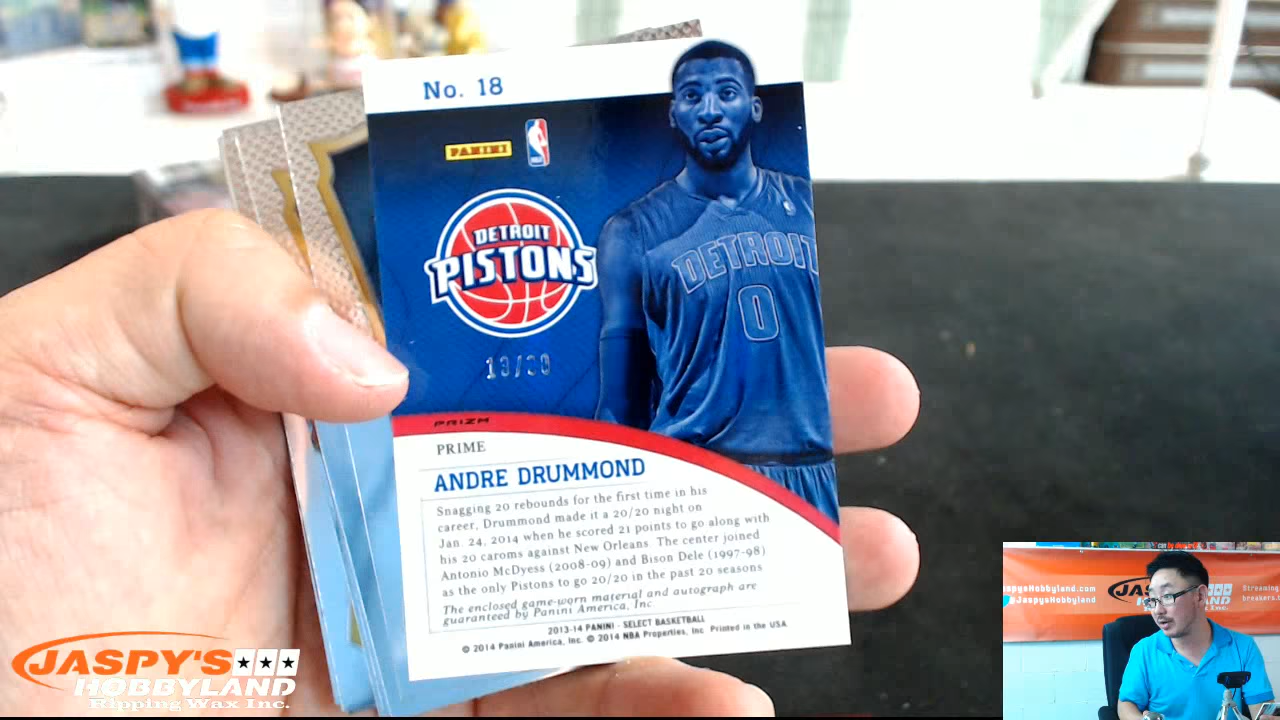 No. 18
PANINI
NBA
DETROIT
PISTONS
DETROIT
0
PRIZM
PRIME
ANDRE DRUMMOND
Snagging 20 rebounds for the first time in his
career, Drummond made it a 20/20 night on
Jan. 24, 2014 when he scored 21 points to go along with
his 20 caroms against New Orleans. The center joined
Antonio McDyess (2008-09) and Bison Dele (1997-98)
as the only Pistons to go 20/20 in the past 20 seasons
The enclosed game-worn material and autograph are
guaranteed by Panini America, Inc.
2013-14 PANINI - SELECT BASKETBALL
© 2014 Panini America, Inc. © 2014 NBA Properties, Inc Printed in the USA
JASPY'S
HOBBYLAND
Ripping Wax Inc.
aspysHobbyland.com
JaspysHobbyland
Streaming
breakers.